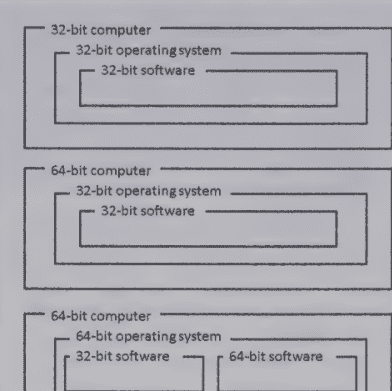 32-bit computer
32-bit operating system
32-bit software
64-bit computer
32-bit operating system
32-bit software
64-bit computer
64-bit operating system
32-bit software 64-bit software